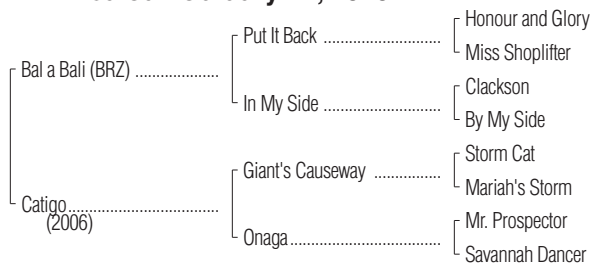 Honour and Glory
Put It Back ..............................
Miss Shoplifter
Bal a Bali (BRZ) .....................
Clackson
In My Side ..............................
By My Side
Storm Cat
Giant's Causeway .................
Mariah's Storm
Catigo.......................................
(2006)
Mr. Prospector
Onaga.......................................
Savannah Dancer